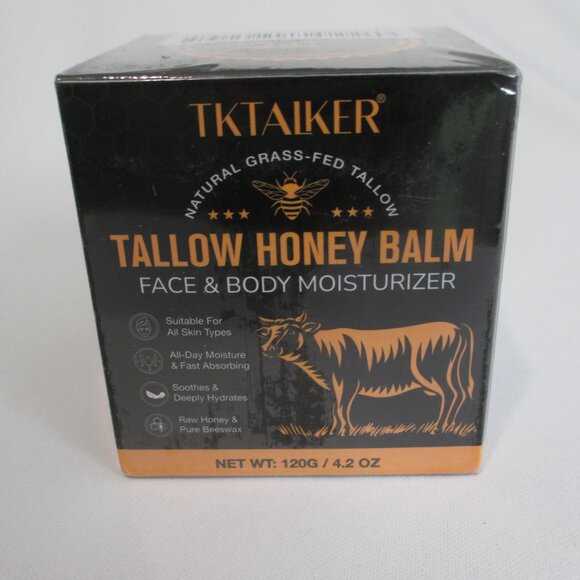 TKTALKER®
NATURAL GRASS-FED TALLOW
TALLOW HONEY BALM
FACE & BODY MOISTURIZER
Suitable For
All Skin Types
All-Day Moisture
& Fast Absorbing
Soothes &
Deeply Hydrates
Raw Honey &
Pure Beeswax
NET WT: 120G / 4.2 OZ